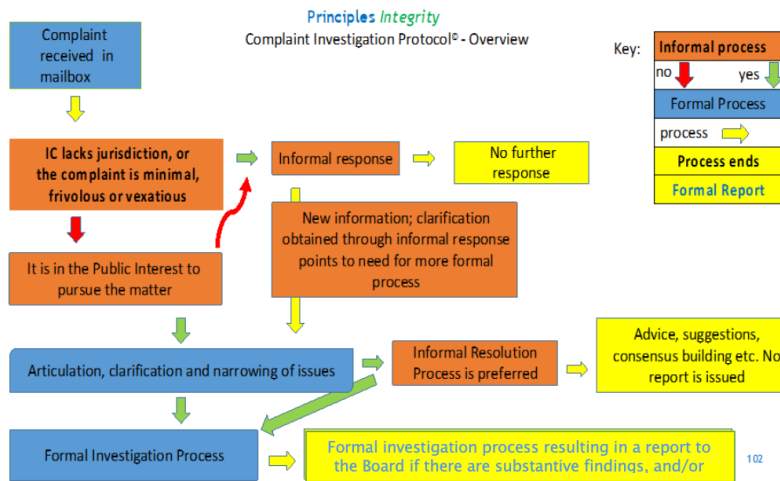 Principles Integrity
Complaint Investigation Protocol© - Overview
Complaint
received in
mailbox
Key:
Informal process
no
yes
Formal Process
process
Process ends
Formal Report
IC lacks jurisdiction, or
the complaint is minimal,
frivolous or vexatious
Informal response
No further
response
New information; clarification
obtained through informal response
points to need for more formal
process
It is in the Public Interest to
pursue the matter
Articulation, clarification and narrowing of issues
Informal Resolution
Process is preferred
Advice, suggestions,
consensus building etc. No
report is issued
Formal Investigation Process
Formal investigation process resulting in a report to
the Board if there are substantive findings, and/or
102